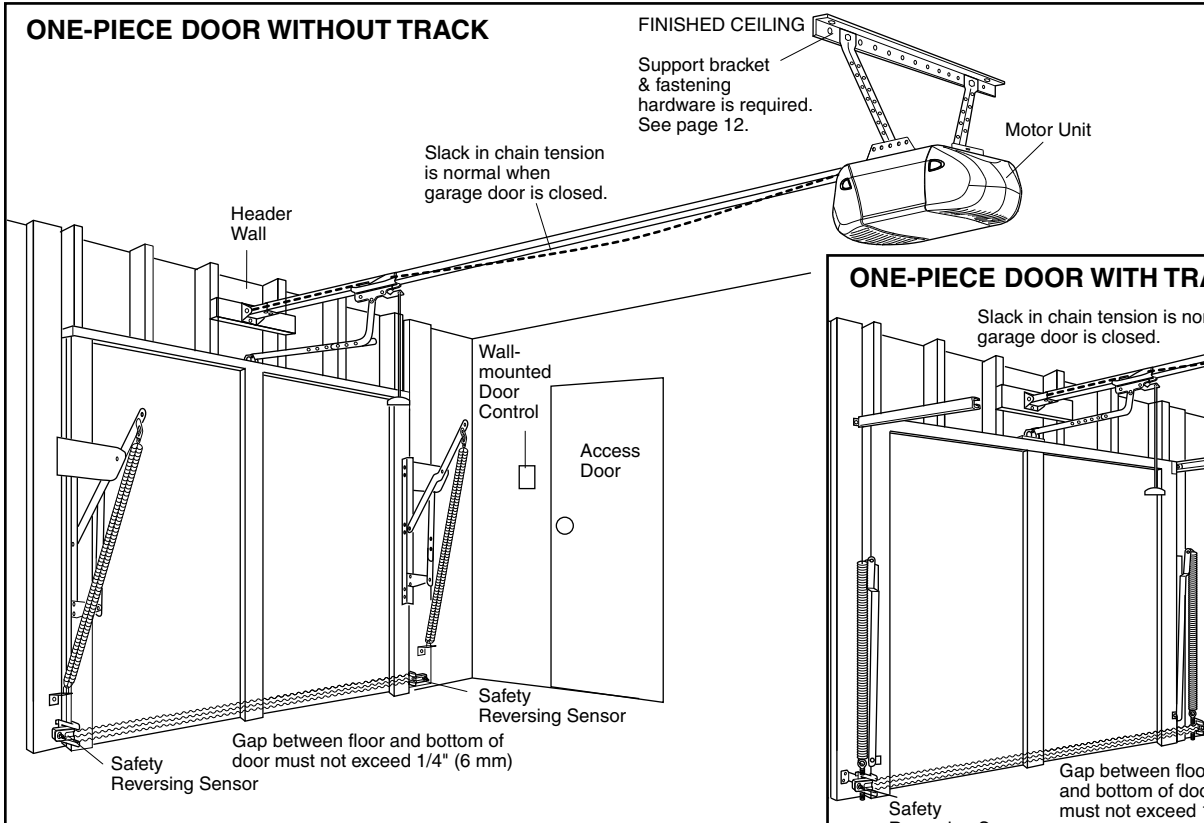 ONE-PIECE DOOR WITHOUT TRACK
FINISHED CEILING
Support bracket
& fastening
hardware is required.
See page 12.
Motor Unit
Slack in chain tension
is normal when
garage door is closed.
Header
Wall
Wall-
mounted
Door
Control
Access
Door
Safety
Reversing Sensor
Gap between floor and bottom of
door must not exceed 1/4" (6 mm)
Safety
Reversing Sensor
ONE-PIECE DOOR WITH
Slack in chain tension is
garage door is closed.
Gap between
and bottom of
must not exceed
Safety